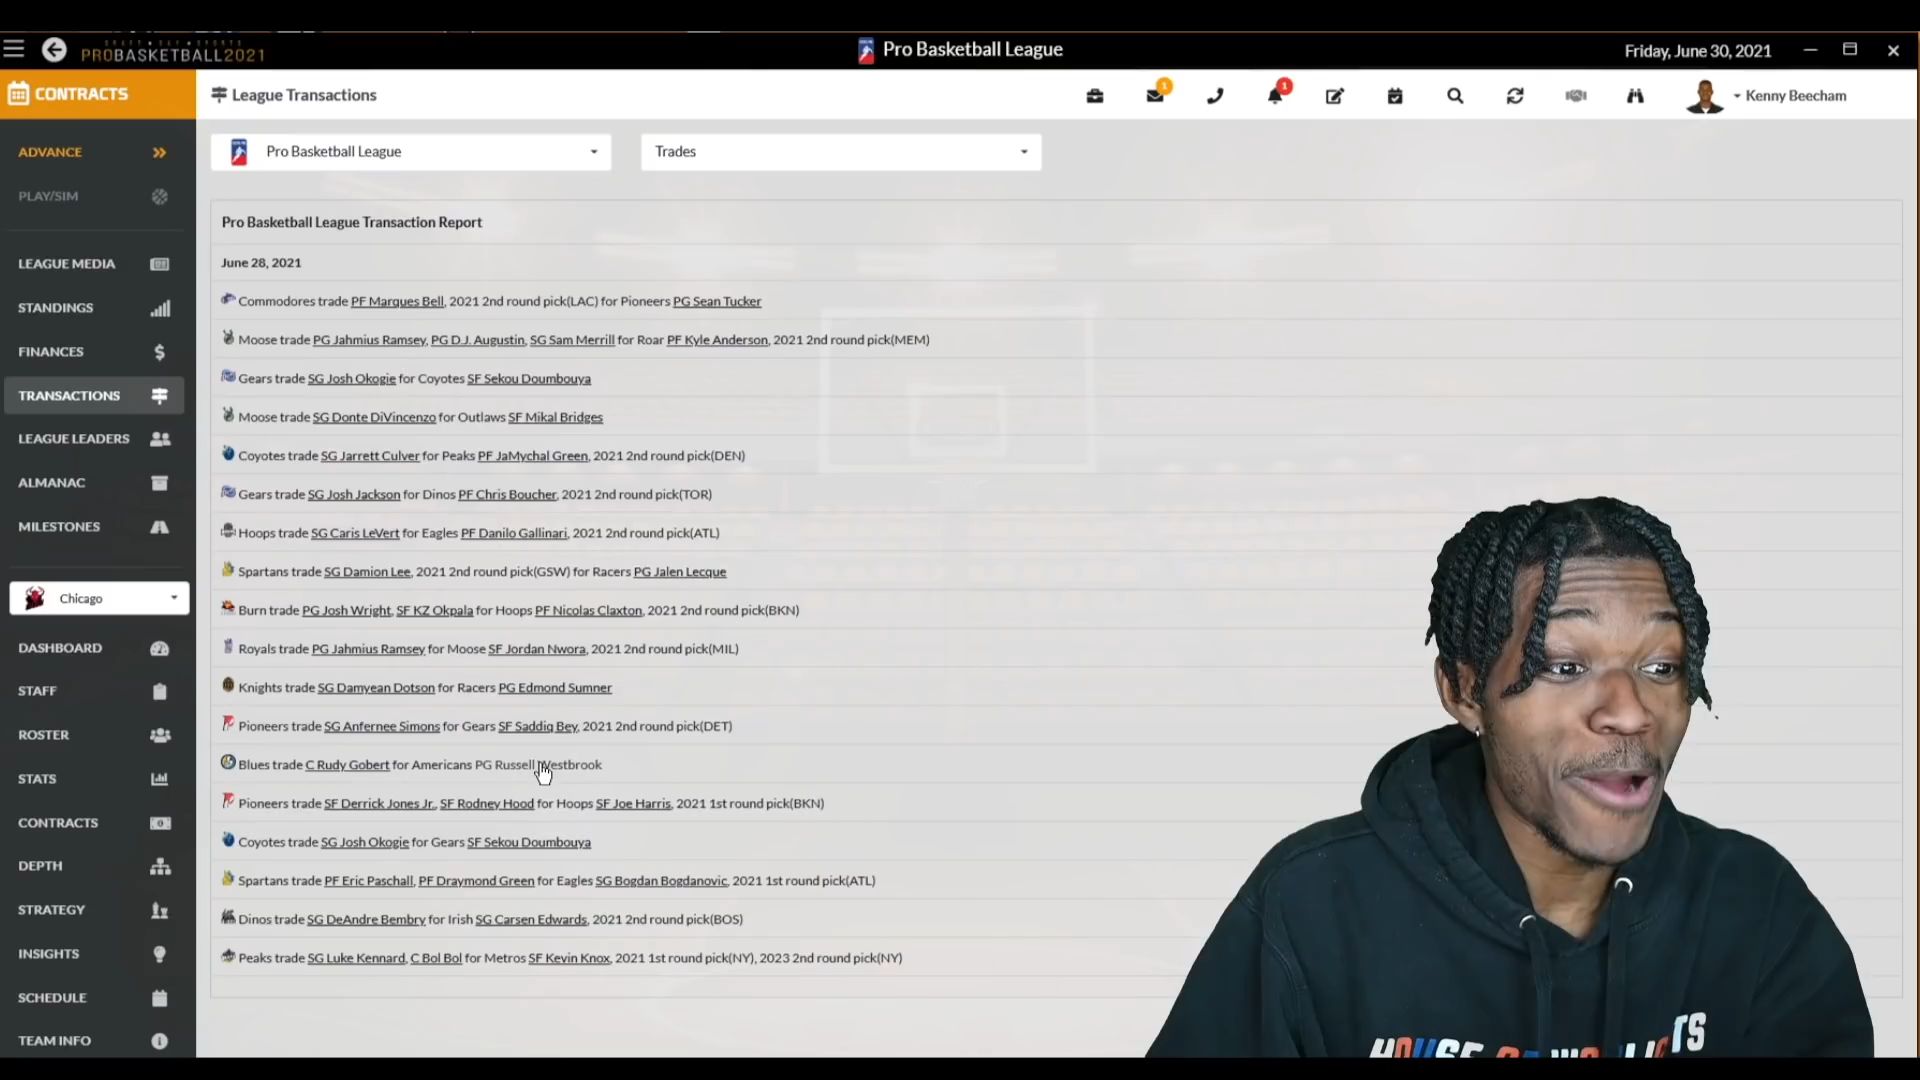 DRAFT DAY SPORTS
PROBASKETBALL2021
Pro Basketball League
Friday, June 30, 2021
CONTRACTS
League Transactions
1
1
Kenny Beecham
ADVANCE
PLAY/SIM
LEAGUE MEDIA
STANDINGS
FINANCES
TRANSACTIONS
LEAGUE LEADERS
ALMANAC
MILESTONES
Chicago
DASHBOARD
STAFF
ROSTER
STATS
CONTRACTS
DEPTH
STRATEGY
INSIGHTS
SCHEDULE
TEAM INFO
Pro Basketball League
Trades
Pro Basketball League Transaction Report
June 28, 2021
Commodores trade PF Marques Bell, 2021 2nd round pick(LAC) for Pioneers PG Sean Tucker
Moose trade PG Jahmius Ramsey, PG D.J. Augustin, SG Sam Merrill for Roar PF Kyle Anderson, 2021 2nd round pick(MEM)
Gears trade SG Josh Okogie for Coyotes SF Sekou Doumbouya
Moose trade SG Donte DiVincenzo for Outlaws SF Mikal Bridges
Coyotes trade SG Jarrett Culver for Peaks PF JaMychal Green, 2021 2nd round pick(DEN)
Gears trade SG Josh Jackson for Dinos PF Chris Boucher, 2021 2nd round pick(TOR)
Hoops trade SG Caris LeVert for Eagles PF Danilo Gallinari, 2021 2nd round pick(ATL)
Spartans trade SG Damion Lee, 2021 2nd round pick(GSW) for Racers PG Jalen Lecque
Burn trade PG Josh Wright, SF KZ Okpala for Hoops PF Nicolas Claxton, 2021 2nd round pick(BKN)
Royals trade PG Jahmius Ramsey for Moose SF Jordan Nwora, 2021 2nd round pick(MIL)
Knights trade SG Damyean Dotson for Racers PG Edmond Sumner
Pioneers trade SG Anfernee Simons for Gears SF Saddiq Bey, 2021 2nd round pick(DET)
Blues trade C Rudy Gobert for Americans PG Russell Westbrook
Pioneers trade SF Derrick Jones Jr., SF Rodney Hood for Hoops SF Joe Harris, 2021 1st round pick(BKN)
Coyotes trade SG Josh Okogie for Gears SF Sekou Doumbouya
Spartans trade PF Eric Paschall, PF Draymond Green for Eagles SG Bogdan Bogdanovic, 2021 1st round pick(ATL)
Dinos trade SG DeAndre Bembry for Irish SG Carsen Edwards, 2021 2nd round pick(BOS)
Peaks trade SG Luke Kennard, C Bol Bol for Metros SF Kevin Knox, 2021 1st round pick(NY), 2023 2nd round pick(NY)